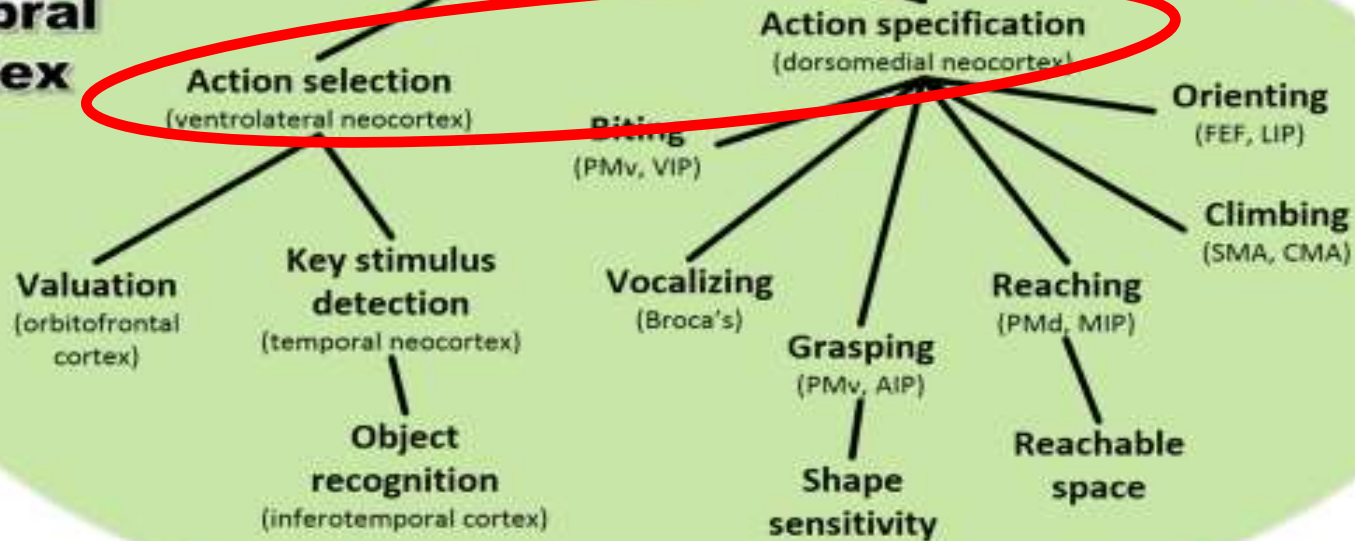 ex
Action selection
(ventrolateral neocortex)
Action specification
(dorsomedial neocortex)
Valuation
(orbitofrontal
cortex)
Key stimulus
detection
(temporal neocortex)
Object
recognition
(inferotemporal cortex)
Biting
(PMv, VIP)
Vocalizing
(Broca's)
Grasping
(PMv, AIP)
Shape
sensitivity
Reaching
(PMd, MIP)
Reachable
space
Climbing
(SMA, CMA)
Orienting
(FEF, LIP)